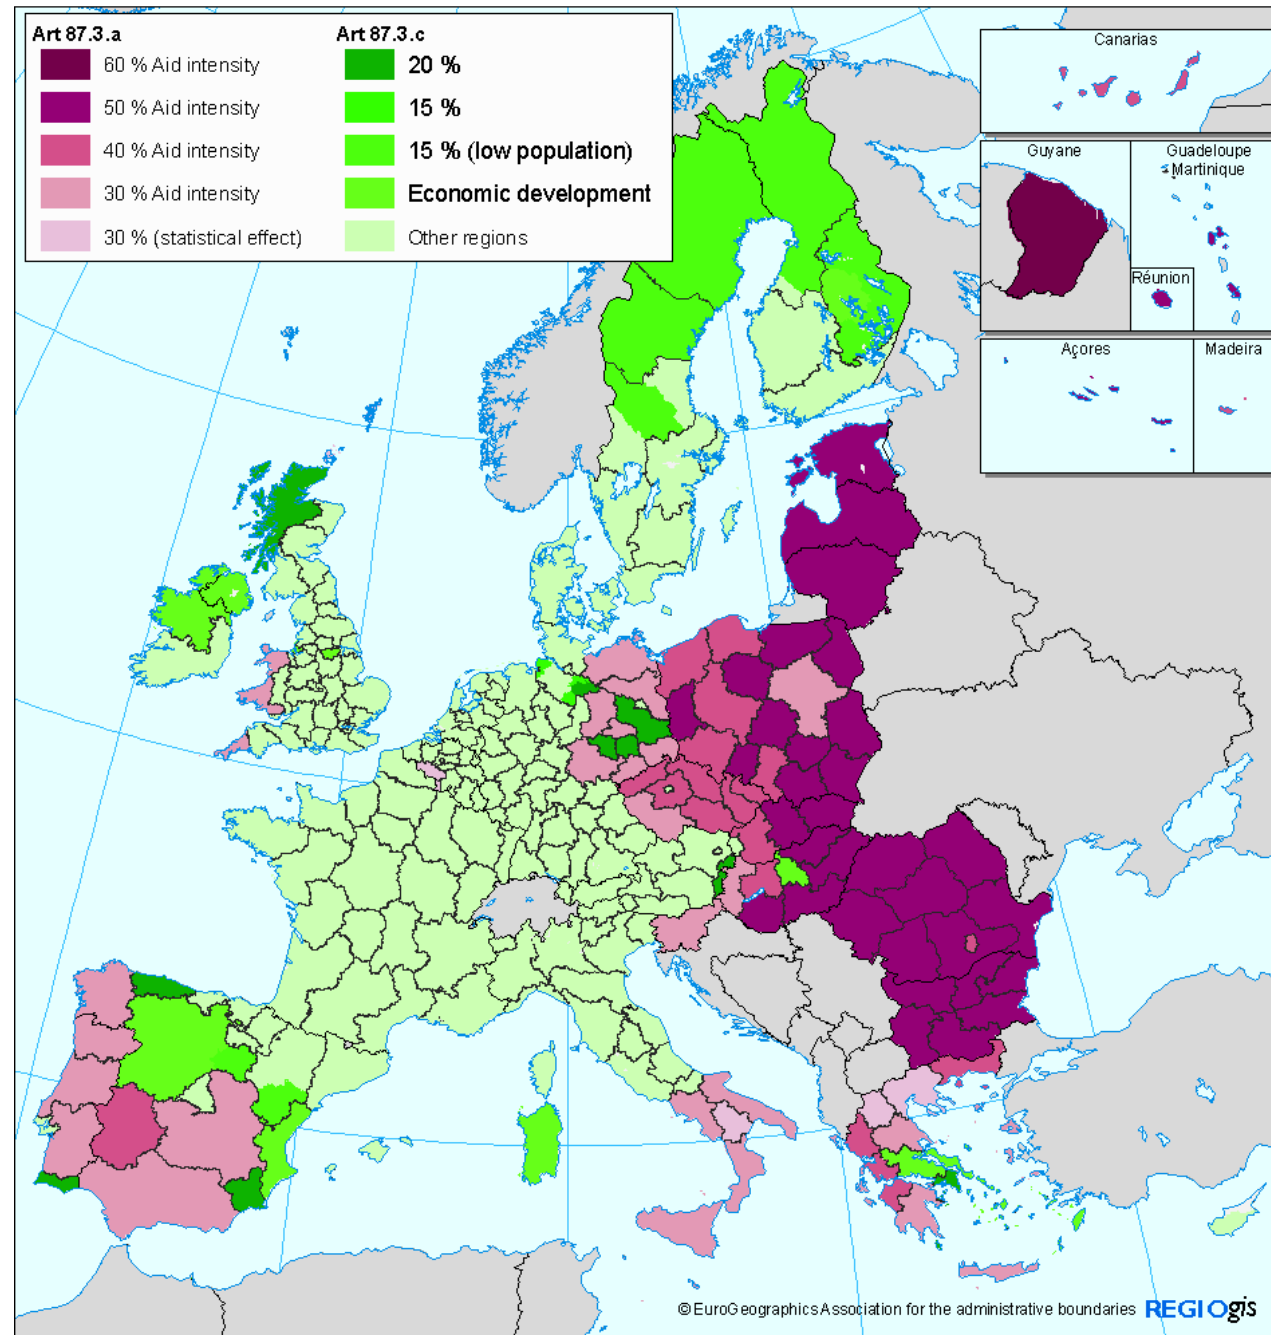 Art 87.3.a
60 % Aid intensity
50 % Aid intensity
40 % Aid intensity
30 % Aid intensity
30 % (statistical effect)
Art 87.3.c
20 %
15 %
15 % (low population)
Economic development
Other regions
Canarias
Guyane
Guadeloupe
Martinique
Réunion
Açores
Madeira
© EuroGeographics Association for the administrative boundaries REGIOgis